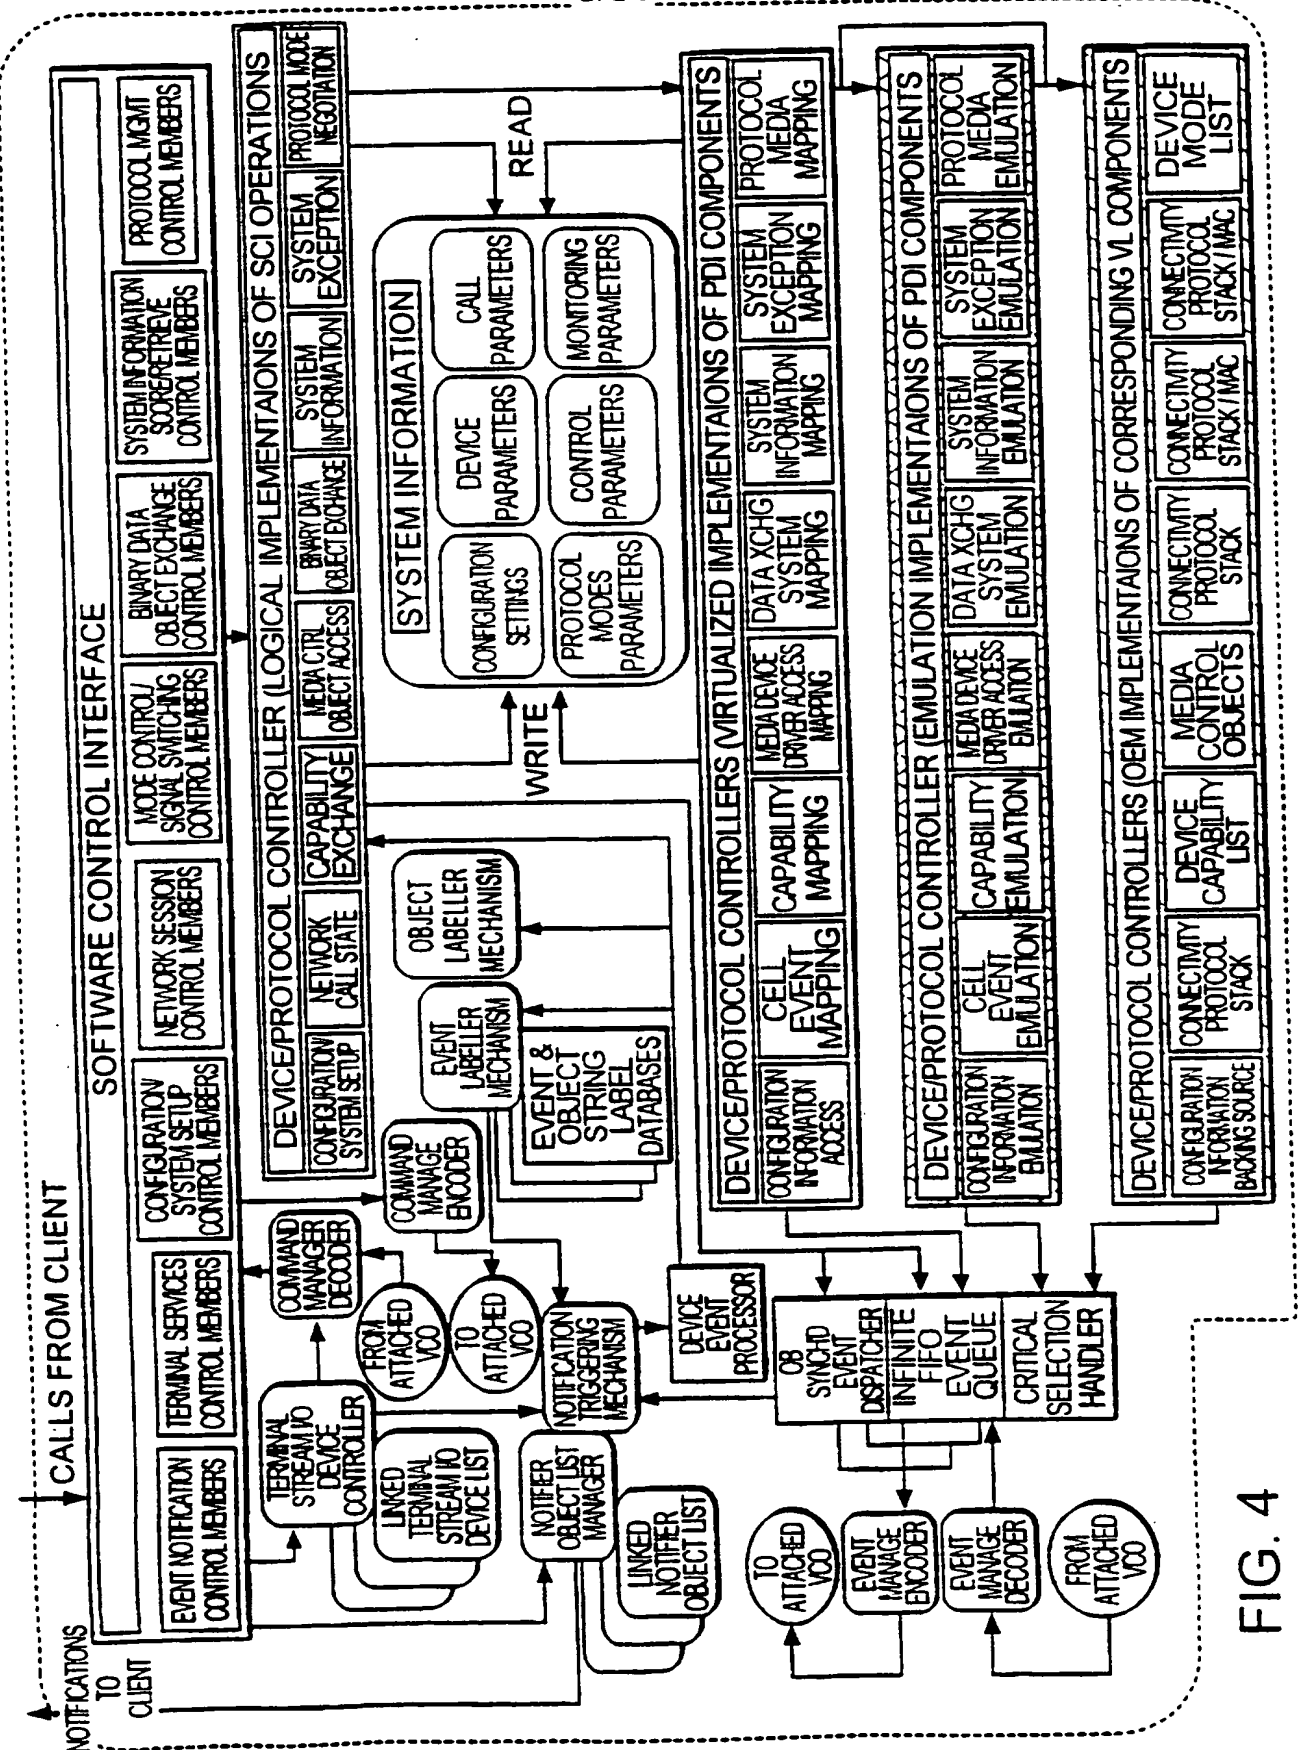 NOTIFICATIONS
TO
CLIENT
CALLS FROM CLIENT
SOFTWARE CONTROL INTERFACE
EVENT NOTIFICATION
CONTROL MEMBERS
TERMINAL SERVICES
CONTROL MEMBERS
CONFIGURATION/
SYSTEM SETUP
CONTROL MEMBERS
NETWORK SESSION
CONTROL MEMBERS
MODE CONTROL/
SIGNAL SWITCHING
CONTROL MEMBERS
BINARY DATA
OBJECT EXCHANGE
CONTROL MEMBERS
SYSTEM INFORMATION
SCORE/RETRIEVE
CONTROL MEMBERS
PROTOCOL MGMT
CONTROL MEMBERS
DEVICE/PROTOCOL CONTROLLER (LOGICAL IMPLEMENTAIONS OF SCI OPERATIONS
CONFIGURATION/
SYSTEM SETUP
NETWORK
CALL STATE
CAPABILITY
EXCHANGE
MEDIA CTRL
OBJECT ACCESS
BINARY DATA
OBJECT EXCHANGE
SYSTEM
INFORMATION
SYSTEM
EXCEPTION
PROTOCOL MODE
NEGOTIATION
TERMINAL
STREAM I/O
DEVICE
CONTROLLER
LINKED
TERMINAL
STREAM I/O
DEVICE LIST
COMMAND
MANAGER
DECODER
FROM
ATTACHED
VCO
COMMAND
MANAGE
ENCODER
TO
ATTACHED
VCO
EVENT
LABELLER
MECHANISM
OBJECT
LABELLER
MECHANISM
EVENT &
OBJECT
STRING
LABEL
DATABASES
SYSTEM INFORMATION
CONFIGURATION
SETTINGS
DEVICE
PARAMETERS
CALL
PARAMETERS
PROTOCOL
MODES
PARAMETERS
CONTROL
PARAMETERS
MONITORING
PARAMETERS
WRITE
READ
NOTIFIER
OBJECT LIST
MANAGER
LINKED
NOTIFIER
OBJECT LIST
NOTIFICATION
TRIGGERING
MECHANISM
DEVICE
EVENT
PROCESSOR
DEVICE/PROTOCOL CONTROLLERS (VIRTUALIZED IMPLEMENTAIONS OF PDI COMPONENTS
CONFIGURATION
INFORMATION
ACCESS
CELL
EVENT
MAPPING
CAPABILITY
MAPPING
MEDIA DEVICE
DRIVER ACCESS
MAPPING
DATA XCHG
SYSTEM
MAPPING
SYSTEM
INFORMATION
MAPPING
SYSTEM
EXCEPTION
MAPPING
PROTOCOL
MEDIA
MAPPING
OB
SYNCH'D
EVENT
DISPATCHER
INFINITE
FIFO
EVENT
QUEUE
CRITICAL
SELECTION
HANDLER
DEVICE/PROTOCOL CONTROLLER (EMULATION IMPLEMENTAIONS OF PDI COMPONENTS
CONFIGURATION
INFORMATION
EMULATION
CELL
EVENT
EMULATION
CAPABILITY
EMULATION
MEDIA DEVICE
DRIVER ACCESS
EMULATION
DATA XCHG
SYSTEM
EMULATION
SYSTEM
INFORMATION
EMULATION
SYSTEM
EXCEPTION
EMULATION
PROTOCOL
MEDIA
EMULATION
TO
ATTACHED
VCO
EVENT
MANAGE
ENCODER
EVENT
MANAGE
DECODER
FROM
ATTACHED
VCO
DEVICE/PROTOCOL CONTROLLERS (OEM IMPLEMENTAIONS OF CORRESPONDING VL COMPONENTS
CONFIGURATION
INFORMATION
BACKING SOURCE
CONNECTIVITY
PROTOCOL
STACK
DEVICE
CAPABILITY
LIST
MEDIA
CONTROL
OBJECTS
CONNECTIVITY
PROTOCOL
STACK
CONNECTIVITY
PROTOCOL
STACK / MAC
CONNECTIVITY
PROTOCOL
STACK / MAC
DEVICE
MODE
LIST
FIG. 4